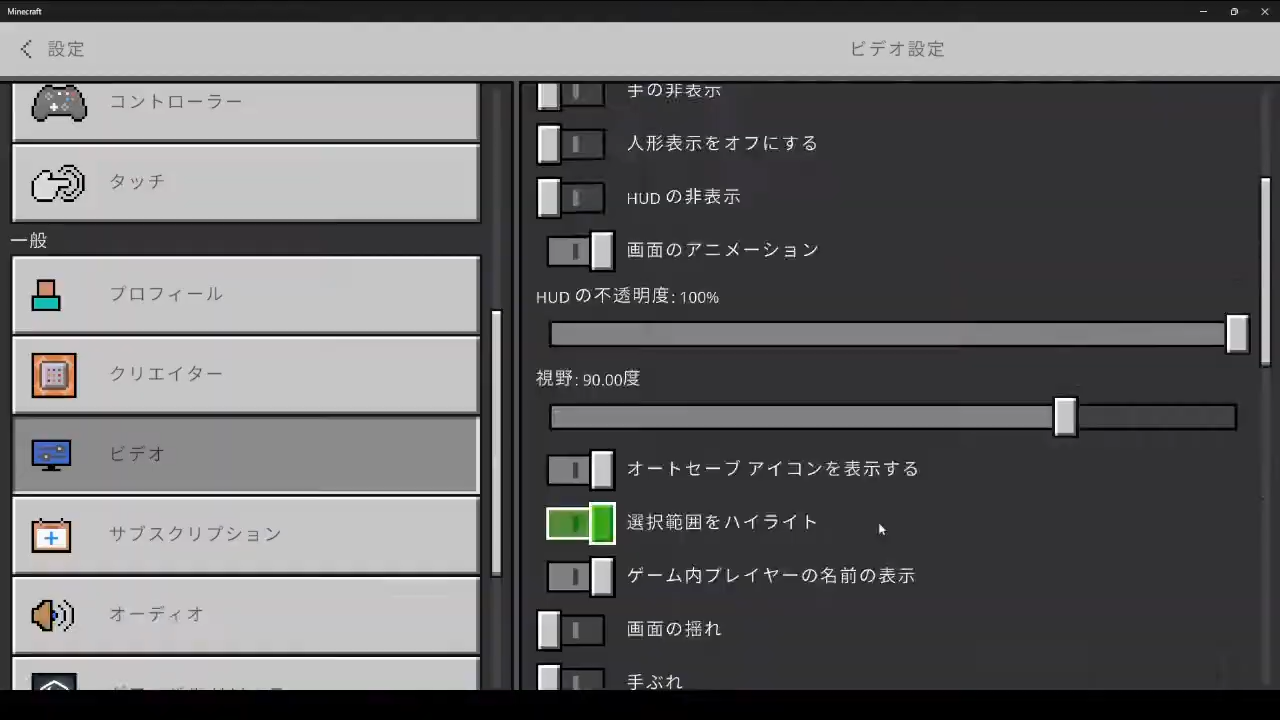 Minecraft
設定
ビデオ設定
コントローラー
タッチ
一般
プロフィール
クリエイター
ビデオ
サブスクリプション
オーディオ
手の非表示
人形表示をオフにする
HUD の非表示
画面のアニメーション
HUD の不透明度: 100%
視野: 90.00度
オートセーブ アイコンを表示する
選択範囲をハイライト
ゲーム内プレイヤーの名前の表示
画面の揺れ
手ぶれ